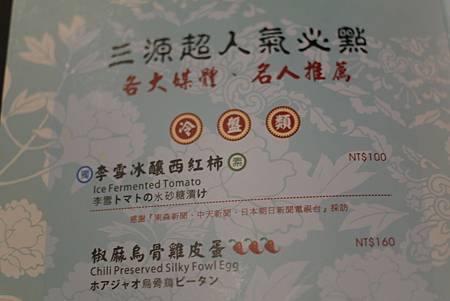 三源超人氣必點
各大媒體、名人推薦
冷盤類
李雪冰釀西紅柿 素 NT$100
Ice Fermented Tomato
李雪トマトの氷砂糖漬け
感謝『東森新聞、中天新聞、日本朝日新聞電視台』採訪
椒麻烏骨雞皮蛋 NT$160
Chili Preserved Silky Fowl Egg
ホアジャオ烏骨鶏ピータン